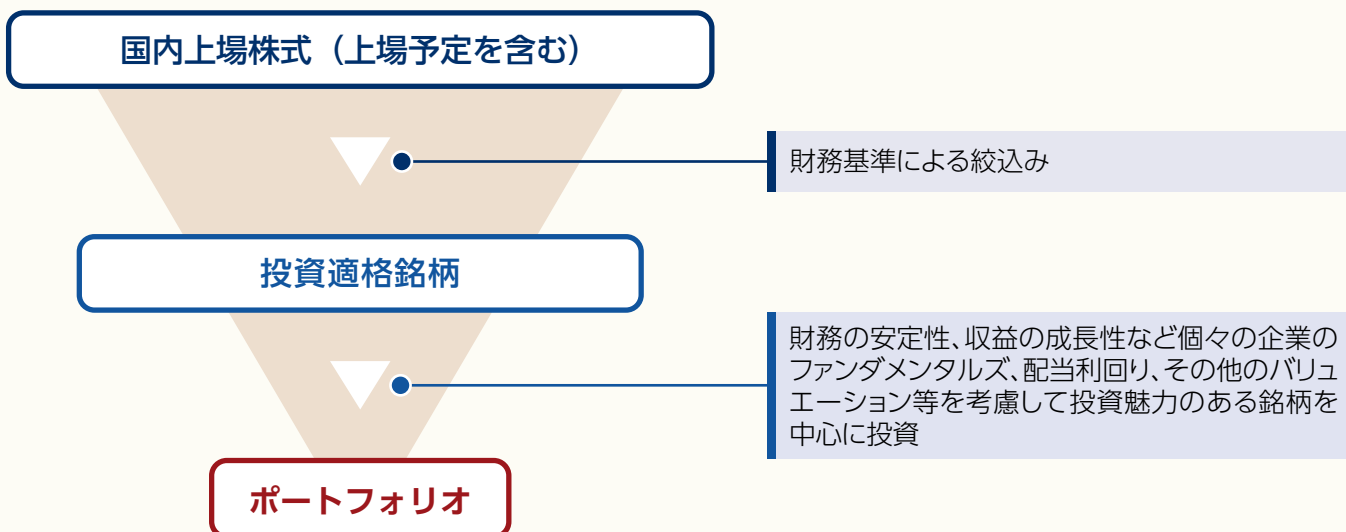 国内上場株式（上場予定を含む）
財務基準による絞込み
投資適格銘柄
財務の安定性、収益の成長性など個々の企業の
ファンダメンタルズ、配当利回り、その他のバリュ
エーション等を考慮して投資魅力のある銘柄を
中心に投資
ポートフォリオ